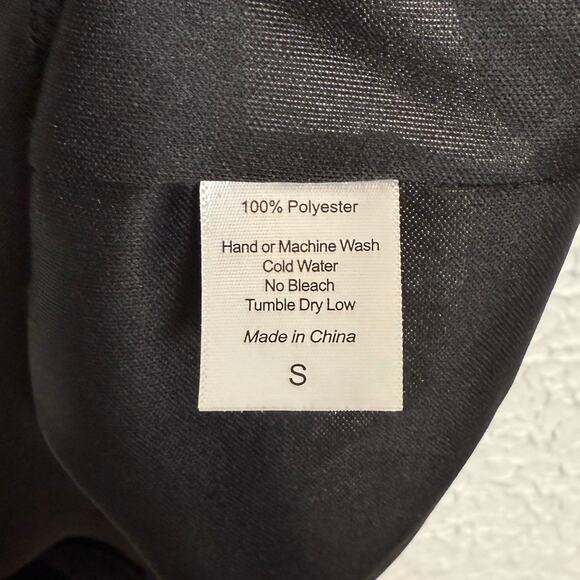 100% Polyester
Hand or Machine Wash
Cold Water
No Bleach
Tumble Dry Low
Made in China
S